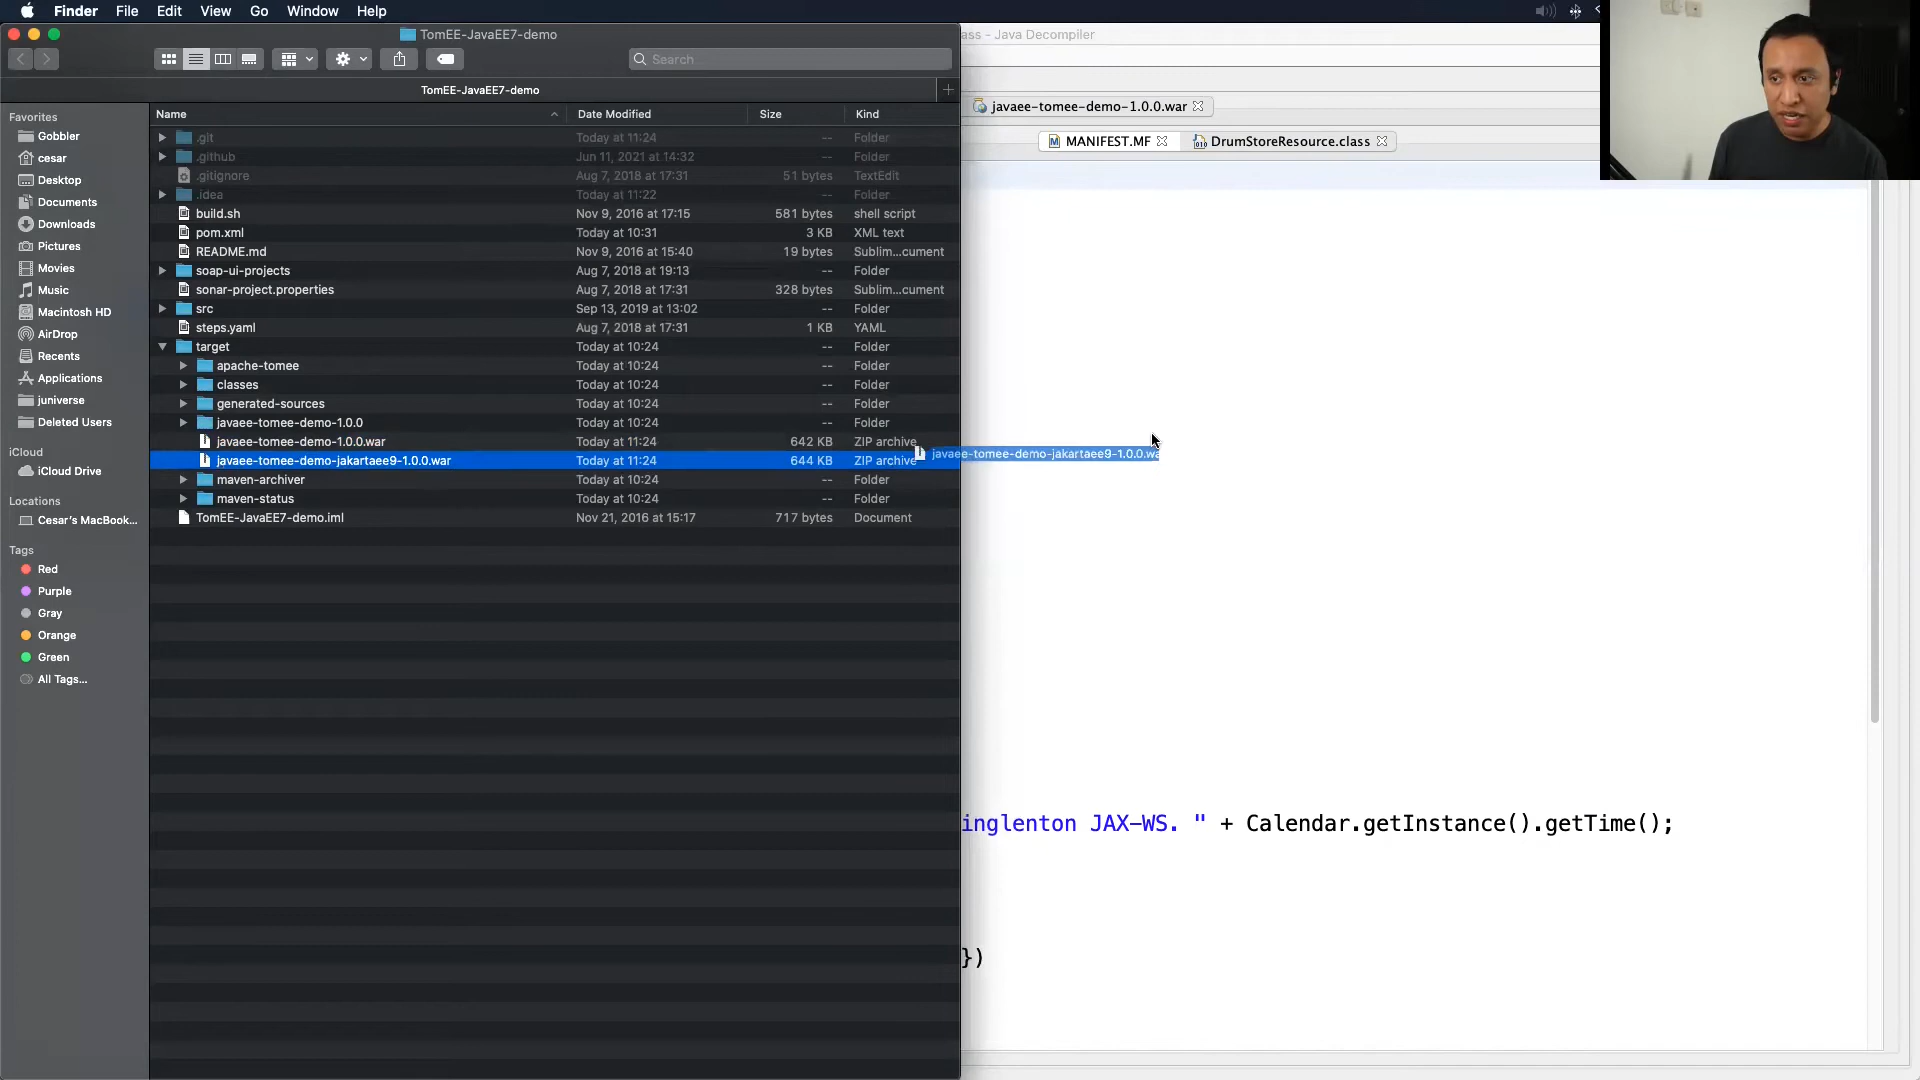 Finder File Edit View Go Window Help
TomEE-JavaEE7-demo
Search
TomEE-JavaEE7-demo
Favorites
Gobbler
cesar
Desktop
Documents
Downloads
Pictures
Movies
Music
Macintosh HD
AirDrop
Recents
Applications
juniverse
Deleted Users
iCloud
iCloud Drive
Locations
Cesar's MacBook...
Tags
Red
Purple
Gray
Orange
Green
All Tags...
Name Date Modified Size Kind
.git Today at 11:24 -- Folder
.github Jun 11, 2021 at 14:32 -- Folder
.gitignore Aug 7, 2018 at 17:31 51 bytes TextEdit
.idea Today at 11:22 -- Folder
build.sh Nov 9, 2016 at 17:15 581 bytes shell script
pom.xml Today at 10:31 3 KB XML text
README.md Nov 9, 2016 at 15:40 19 bytes Sublim...cument
soap-ui-projects Aug 7, 2018 at 19:13 -- Folder
sonar-project.properties Aug 7, 2018 at 17:31 328 bytes Sublim...cument
src Sep 13, 2019 at 13:02 -- Folder
steps.yaml Aug 7, 2018 at 17:31 1 KB YAML
target Today at 10:24 -- Folder
apache-tomee Today at 10:24 -- Folder
classes Today at 10:24 -- Folder
generated-sources Today at 10:24 -- Folder
javaee-tomee-demo-1.0.0 Today at 10:24 -- Folder
javaee-tomee-demo-1.0.0.war Today at 11:24 642 KB ZIP archive
javaee-tomee-demo-jakartaee9-1.0.0.war Today at 11:24 644 KB ZIP archive
javaee-tomee-demo-jakartaee9-1.0.0.wa
maven-archiver Today at 10:24 -- Folder
maven-status Today at 10:24 -- Folder
TomEE-JavaEE7-demo.iml Nov 21, 2016 at 15:17 717 bytes Document
ass - Java Decompiler
javaee-tomee-demo-1.0.0.war
MANIFEST.MF DrumStoreResource.class
inglenton JAX-WS. " + Calendar.getInstance().getTime();
})